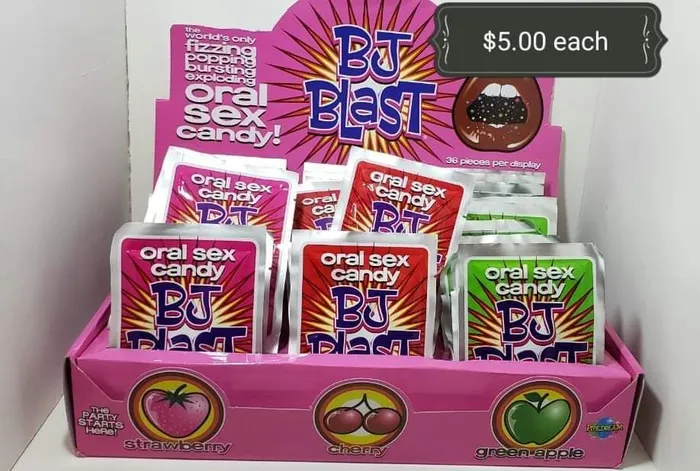 $5.00 each
the
world's only
fizzing
popping
bursting
exploding
oral
sex
candy!
BJ
Blast
36 pieces per display
oral sex
candy
BJ
oral sex
candy
BJ
oral sex
candy
BJ
Blast
oral sex
candy
BJ
Blast
oral sex
candy
BJ
Blast
THE
PARTY
STARTS
HeRe!
strawberry
cherry
green apple
PIPEDREAM